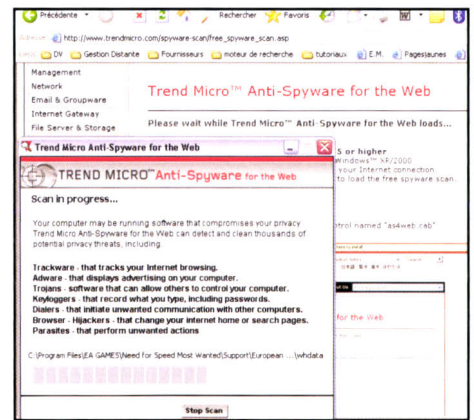 Précédente
Rechercher
Favoris
http://www.trendmicro.com/spyware-scan/free_spyware_scan.asp
DV
Gestion Distante
Fournisseurs
moteur de recherche
tutoriaux
E.M.
PagesJaunes
Management
Network
Email & Groupware
Internet Gateway
File Server & Storage
Trend Micro™ Anti-Spyware for the Web
Please wait while Trend Micro™ Anti-Spyware for the Web loads...
5 or higher
Windows™ XP/2000
your Internet connection
to load the free spyware scan.
ntrol named "as4web.cab"
for the Web
Trend Micro Anti-Spyware for the Web
TREND MICRO™ Anti-Spyware for the Web
Scan in progress...
Your computer may be running software that compromises your privacy
Trend Micro Anti-Spyware for the Web can detect and clean thousands of
potential privacy threats, including:
Trackware - that tracks your Internet browsing.
Adware - that displays advertising on your computer.
Trojans - software that can allow others to control your computer.
Keyloggers - that record what you type, including passwords.
Dialers - that initiate unwanted communication with other computers.
Browser - Hijackers - that change your internet home or search pages.
Parasites - that perform unwanted actions
C:\Program Files\EA GAMES\Need for Speed Most Wanted\Support\European ...\whdata
Stop Scan